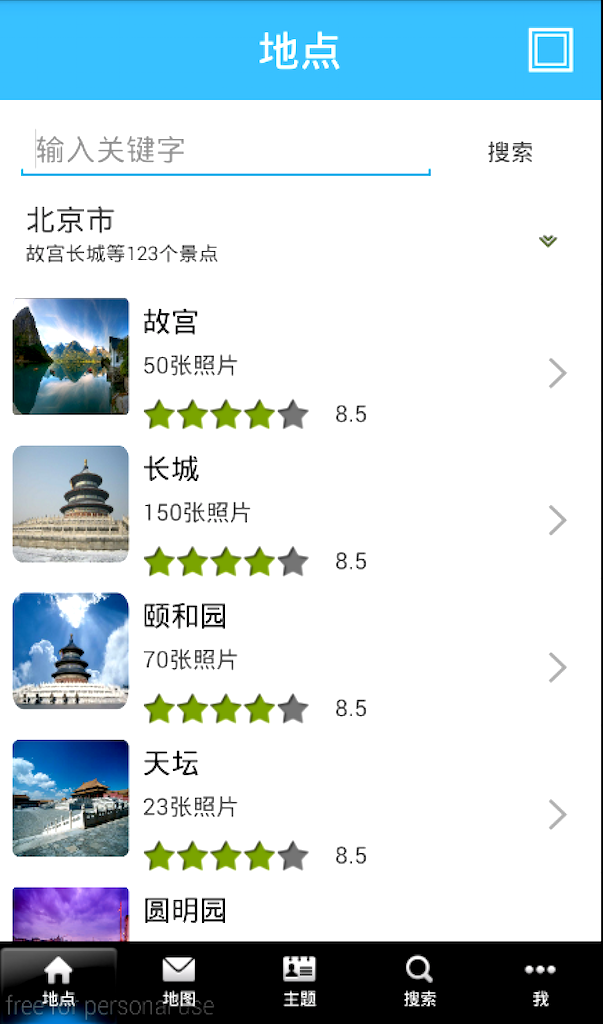 地点
输入关键字
搜索
北京市
故宫长城等123个景点
故宫
50张照片
8.5
长城
150张照片
8.5
颐和园
70张照片
8.5
天坛
23张照片
8.5
圆明园
地点
地图
主题
搜索
我
free for personal use